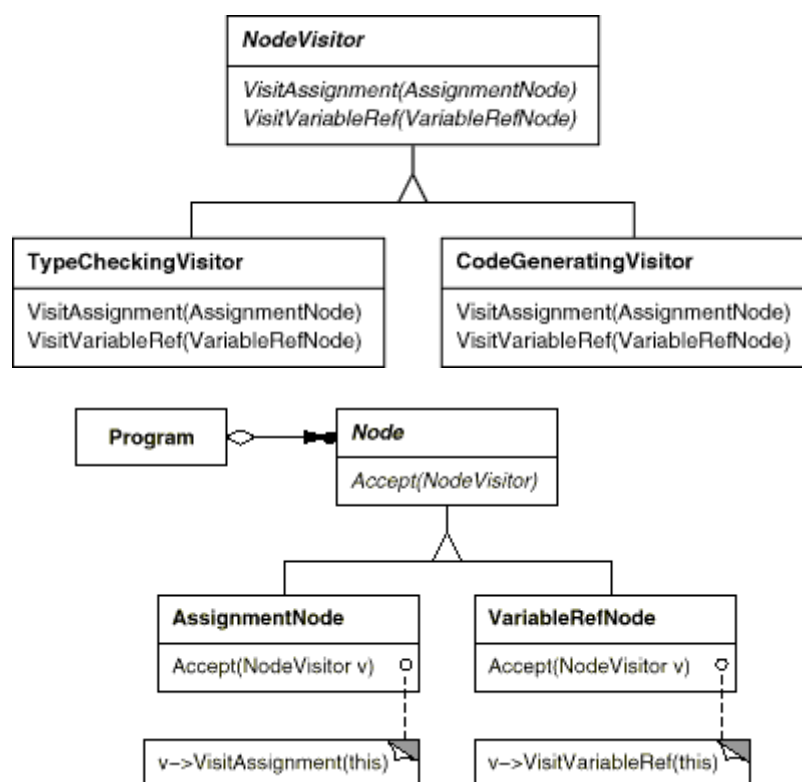 NodeVisitor
VisitAssignment(AssignmentNode)
VisitVariableRef(VariableRefNode)
TypeCheckingVisitor
VisitAssignment(AssignmentNode)
VisitVariableRef(VariableRefNode)
CodeGeneratingVisitor
VisitAssignment(AssignmentNode)
VisitVariableRef(VariableRefNode)
Program
Node
Accept(NodeVisitor)
AssignmentNode
Accept(NodeVisitor v)
v->VisitAssignment(this)
VariableRefNode
Accept(NodeVisitor v)
v->VisitVariableRef(this)